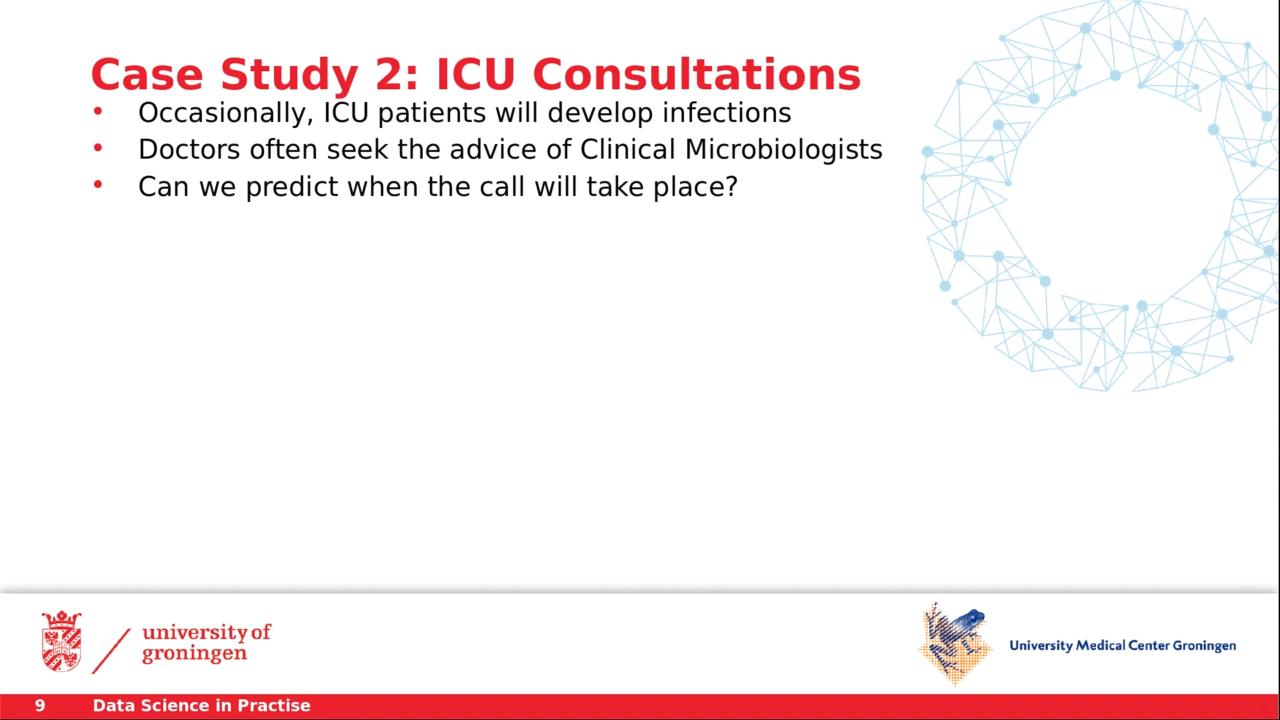 Case Study 2: ICU Consultations
• Occasionally, ICU patients will develop infections
• Doctors often seek the advice of Clinical Microbiologists
• Can we predict when the call will take place?
university of
groningen
University Medical Center Groningen
9 Data Science in Practise